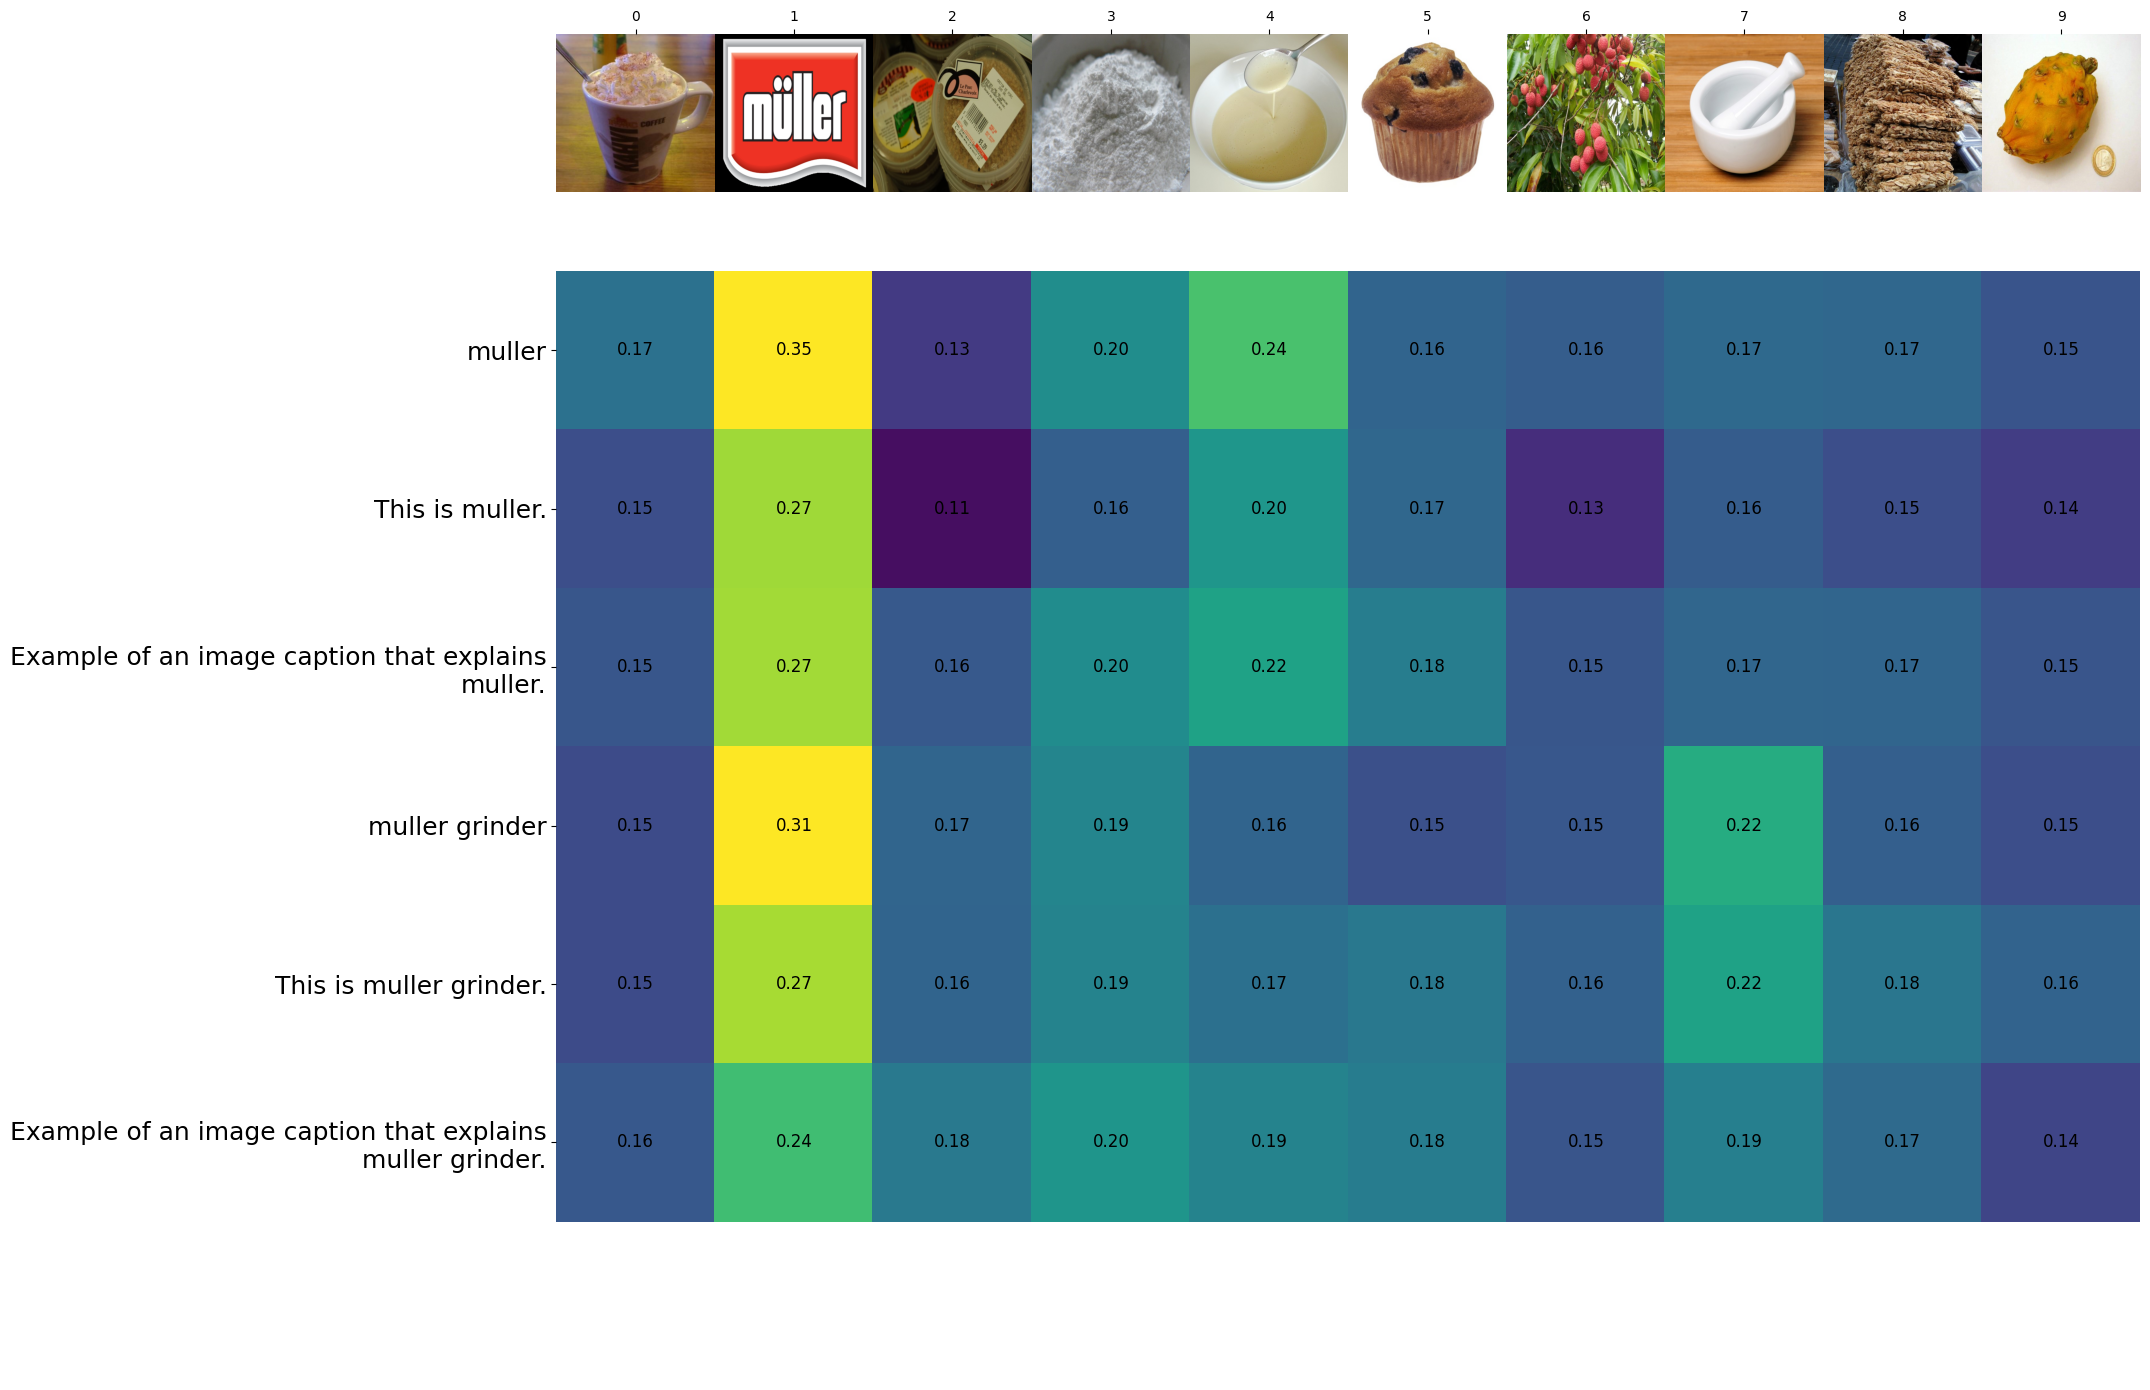 0 1 2 3 4 5 6 7 8 9
müller
muller 0.17 0.35 0.13 0.20 0.24 0.16 0.16 0.17 0.17 0.15
This is muller. 0.15 0.27 0.11 0.16 0.20 0.17 0.13 0.16 0.15 0.14
Example of an image caption that explains
muller. 0.15 0.27 0.16 0.20 0.22 0.18 0.15 0.17 0.17 0.15
muller grinder 0.15 0.31 0.17 0.19 0.16 0.15 0.15 0.22 0.16 0.15
This is muller grinder. 0.15 0.27 0.16 0.19 0.17 0.18 0.16 0.22 0.18 0.16
Example of an image caption that explains
muller grinder. 0.16 0.24 0.18 0.20 0.19 0.18 0.15 0.19 0.17 0.14